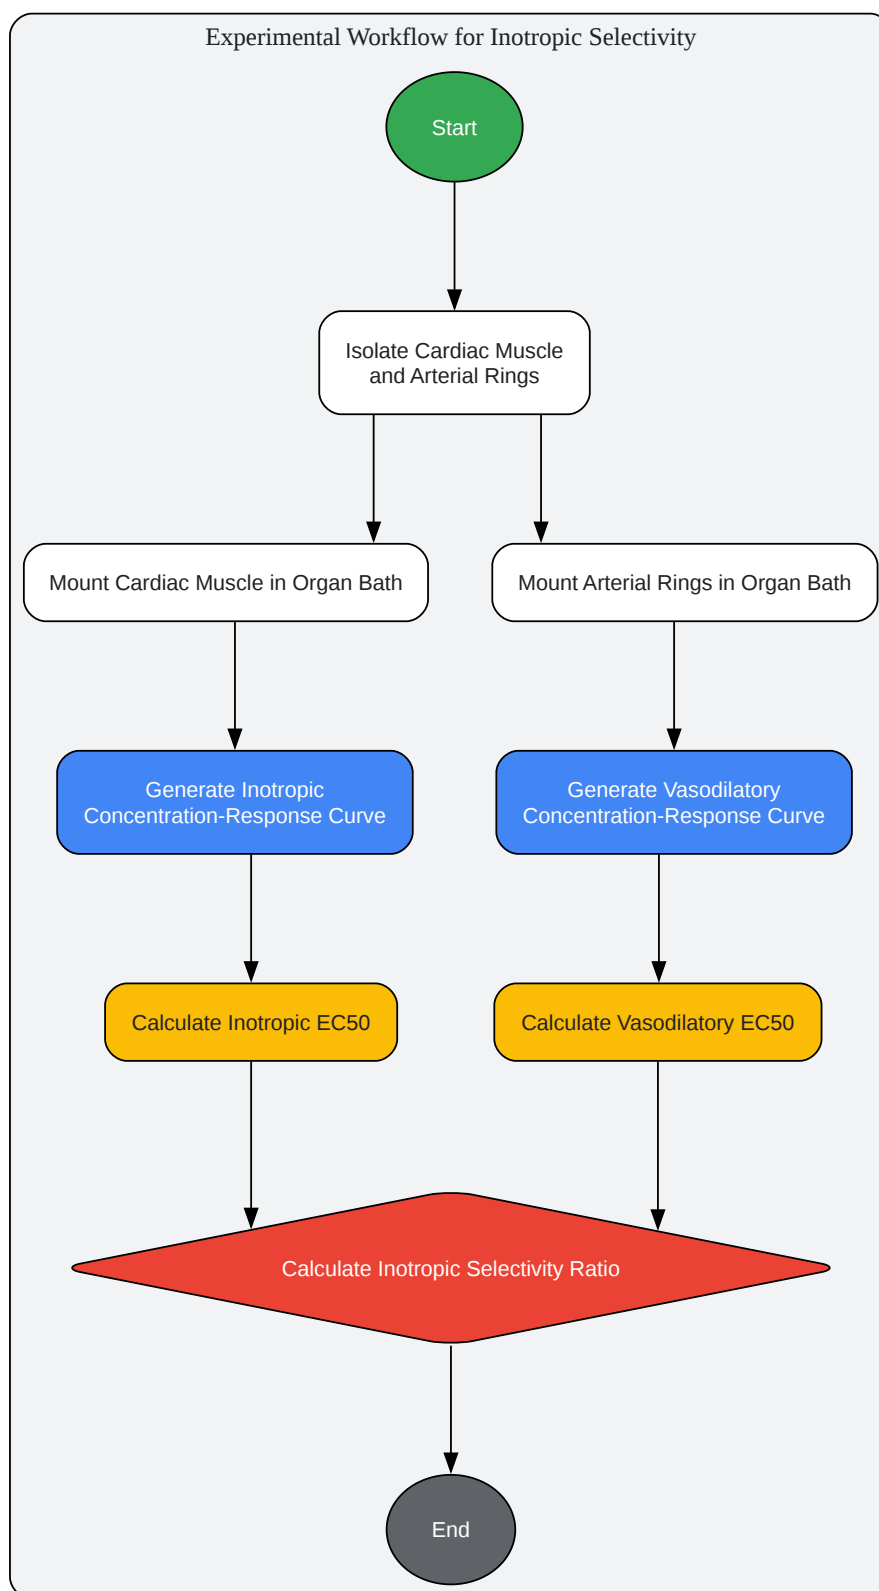 Experimental Workflow for Inotropic Selectivity
Start
Isolate Cardiac Muscle
and Arterial Rings
Mount Cardiac Muscle in Organ Bath
Mount Arterial Rings in Organ Bath
Generate Inotropic
Concentration-Response Curve
Generate Vasodilatory
Concentration-Response Curve
Calculate Inotropic EC50
Calculate Vasodilatory EC50
Calculate Inotropic Selectivity Ratio
End